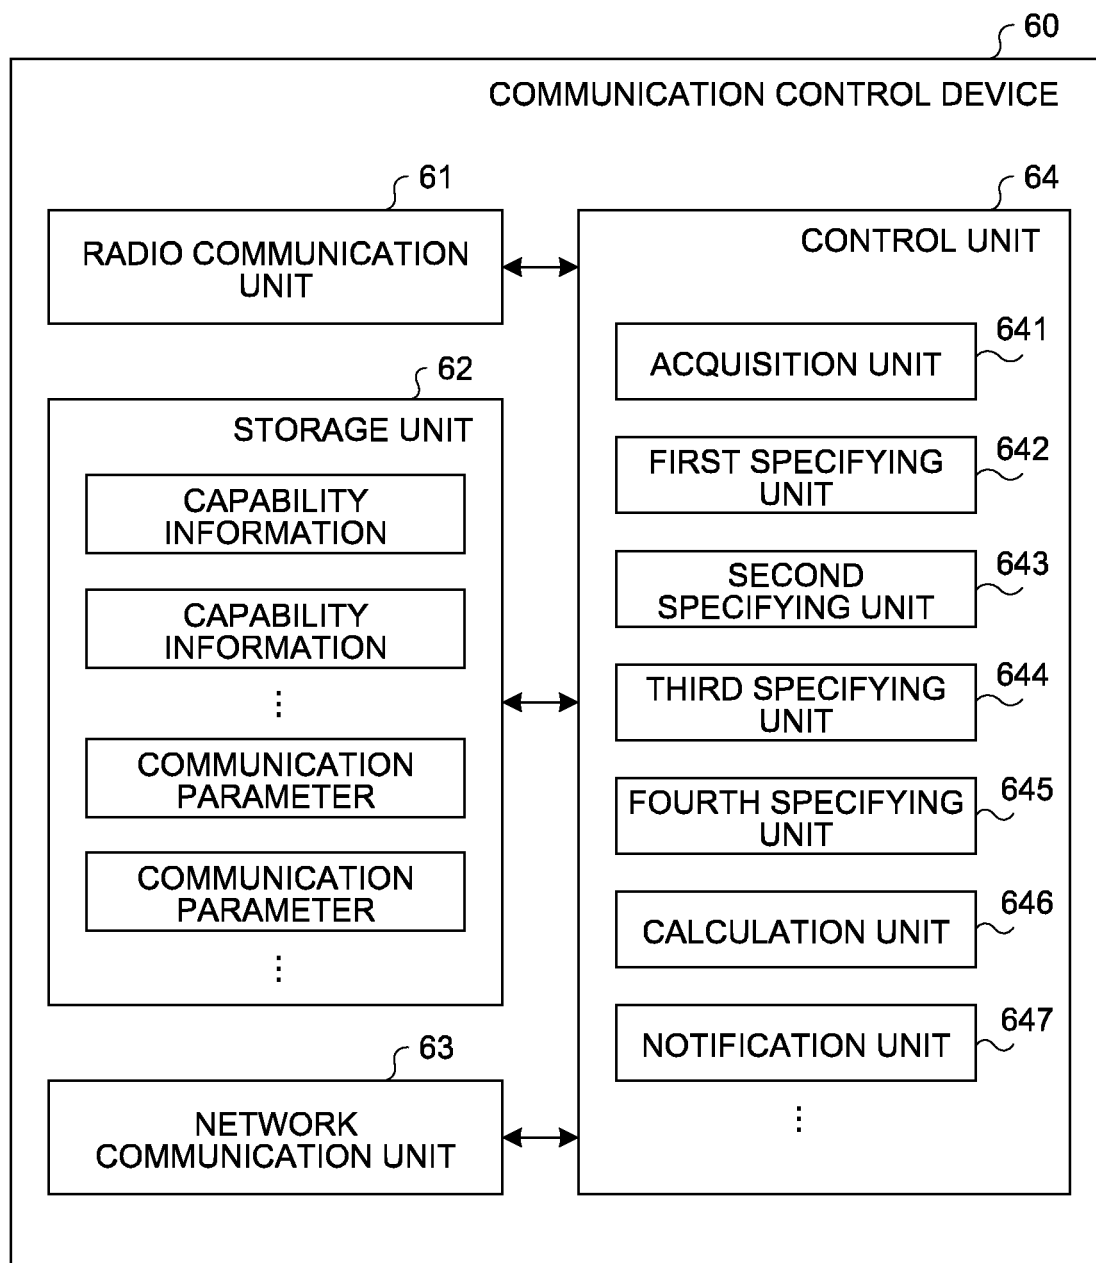 60
COMMUNICATION CONTROL DEVICE
61
RADIO COMMUNICATION
UNIT
62
STORAGE UNIT
CAPABILITY
INFORMATION
CAPABILITY
INFORMATION
⋮
COMMUNICATION
PARAMETER
COMMUNICATION
PARAMETER
⋮
63
NETWORK
COMMUNICATION UNIT
64
CONTROL UNIT
641
ACQUISITION UNIT
642
FIRST SPECIFYING
UNIT
643
SECOND
SPECIFYING UNIT
644
THIRD SPECIFYING
UNIT
645
FOURTH SPECIFYING
UNIT
646
CALCULATION UNIT
647
NOTIFICATION UNIT
⋮